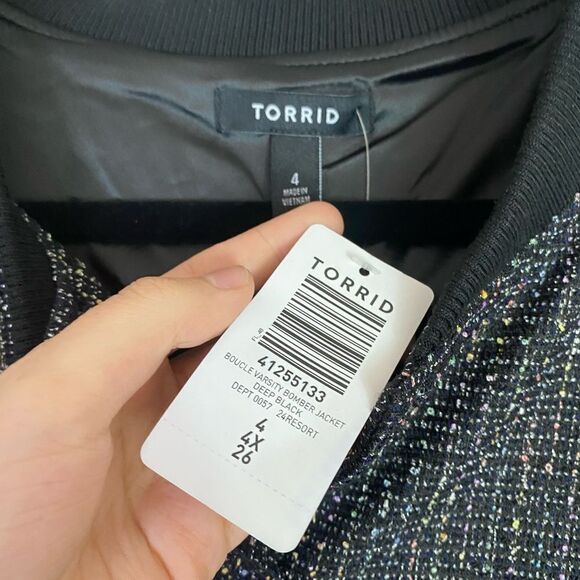 TORRID
4
MADE IN
VIETNAM
TORRID
41255133
BOUCLE VARSITY BOMBER JACKET
DEEP BLACK
DEPT 0057 24RESORT
4
4X
26